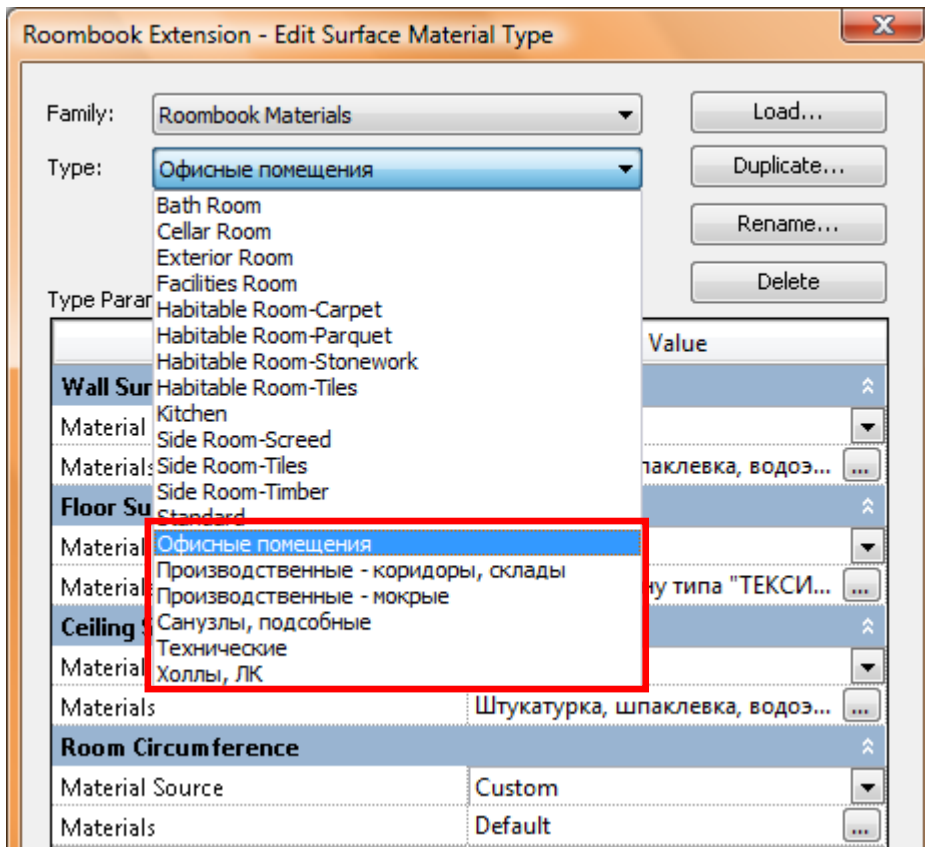 Roombook Extension - Edit Surface Material Type
Family: Roombook Materials Load...
Type: Офисные помещения Duplicate...
Bath Room
Cellar Room Rename...
Exterior Room
Facilities Room Delete
Type Parar
Habitable Room-Carpet
Habitable Room-Parquet Value
Habitable Room-Stonework
Wall Sur Habitable Room-Tiles
Kitchen
Material
Side Room-Screed
Materials Side Room-Tiles паклевка, водоэ... ...
Side Room-Timber
Floor Su Standard
Material Офисные помещения
Производственные - коридоры, склады
Materials Производственные - мокрые ну типа "ТЕКСИ... ...
Ceiling S Санузлы, подсобные
Технические
Material Холлы, ЛК
Materials Штукатурка, шпаклевка, водоэ... ...
Room Circumference
Material Source Custom
Materials Default ...